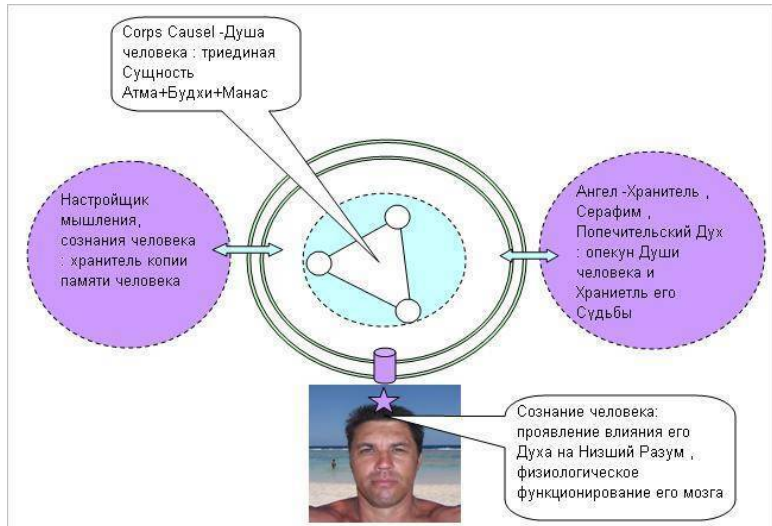 Corps Causel -Душа
человека : триединая
Сущность
Атма+Будхи+Манас
Настройщик
мышления,
сознания человека
: хранитель копии
памяти человека
Ангел -Хранитель ,
Серафим ,
Попечительский Дух
: опекун Души
человека и
Храниетль его
Судьбы
Сознание человека:
проявление влияния его
Духа на Низший Разум ,
физиологическое
функционирование его мозга